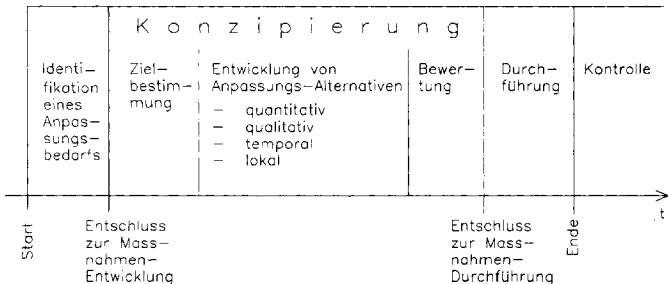 Konzipierung
Identi–
fikation
eines
Anpas–
sungs–
bedarfs
Ziel–
bestim–
mung
Entwicklung von
Anpassungs–Alternativen
– quantitativ
– qualitativ
– temporal
– lokal
Bewer–
tung
Durch–
führung
Kontrolle
t
Start
Entschluss
zur Mass–
nahmen–
Entwicklung
Entschluss
zur Mass–
nahmen–
Durchführung
Ende